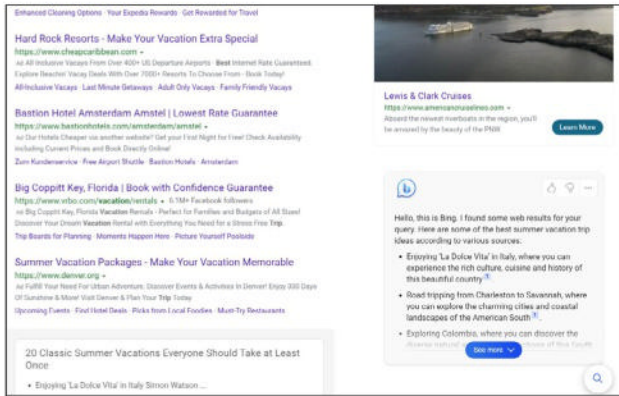 Enhanced Cleaning Options · Your Expedia Rewards · Get Rewarded for Travel
Hard Rock Resorts - Make Your Vacation Extra Special
https://www.cheapcaribbean.com
Ad All-Inclusive Vacays From Over 400+ US Departure Airports · Best Internet Rate Guaranteed.
Explore Beachin' Vacay Deals With Over 7000+ Resorts To Choose From · Book Today!
All-Inclusive Vacays · Last Minute Getaways · Adult Only Vacays · Family Friendly Vacays
Bastion Hotel Amsterdam Amstel | Lowest Rate Guarantee
https://www.bastionhotels.com/amsterdam/amstel
Ad Our Hotels Cheaper via another website? Get your First Night for Free! Check Availability
including Current Prices and Book Directly Online!
Zum Kundenservice · Free Airport Shuttle · Bastion Hotels · Amsterdam
Big Coppitt Key, Florida | Book with Confidence Guarantee
https://www.vrbo.com/vacation/rentals · 6.1M+ Facebook followers
Ad Big Coppitt Key, Florida Vacation Rentals - Perfect for Families and Budgets of All Sizes!
Discover Your Dream Vacation Rental with Everything You Need for a Stress Free Trip.
Trip Boards for Planning · Moments Happen Here · Picture Yourself Poolside
Summer Vacation Packages - Make Your Vacation Memorable
https://www.denver.org
Ad Fulfill Your Need For Urban Adventure. Discover Events & Activities In Denver! Enjoy 300 Days
Of Sunshine & More! Visit Denver & Plan Your Trip Today.
Upcoming Events · Find Hotel Deals · Picks from Local Foodies · Must-Try Restaurants
20 Classic Summer Vacations Everyone Should Take at Least
Once
• Enjoying 'La Dolce Vita' in Italy Simon Watson ...
Lewis & Clark Cruises
https://www.americancruiselines.com
Aboard the newest riverboats in the region, you'll
be amazed by the beauty of the PNW
Learn More
Hello, this is Bing. I found some web results for your
query. Here are some of the best summer vacation trip
ideas according to various sources:
• Enjoying 'La Dolce Vita' in Italy, where you can
experience the rich culture, cuisine and history of
this beautiful country 1.
• Road tripping from Charleston to Savannah, where
you can explore the charming cities and coastal
landscapes of the American South 1.
• Exploring Colombia, where you can discover the
See more